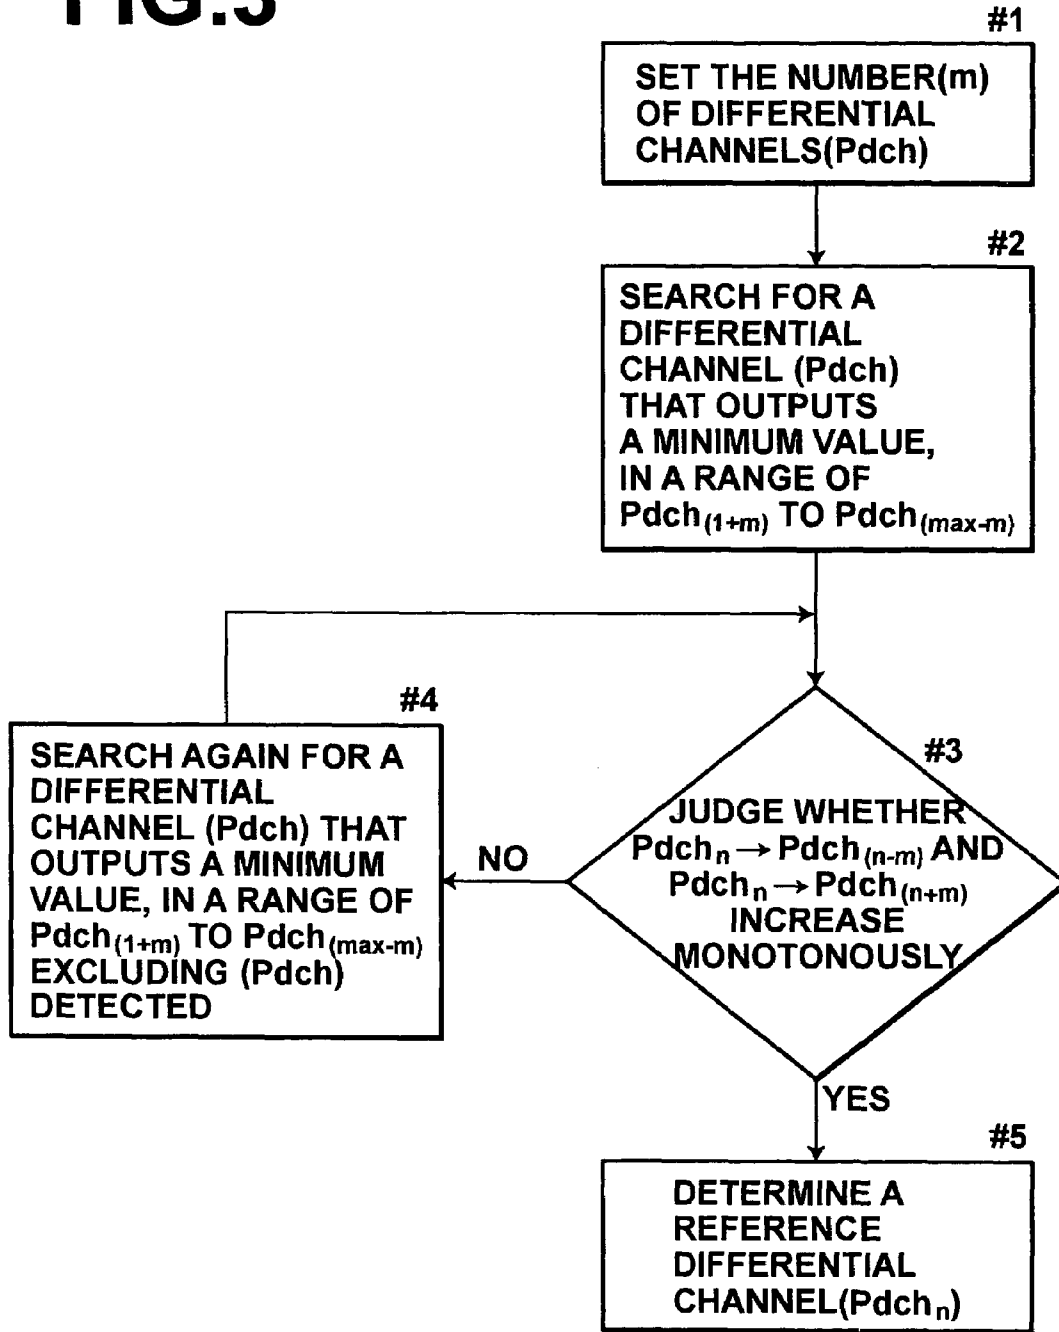 FIG.3
#1
SET THE NUMBER(m)
OF DIFFERENTIAL
CHANNELS(Pdch)
#2
SEARCH FOR A
DIFFERENTIAL
CHANNEL (Pdch)
THAT OUTPUTS
A MINIMUM VALUE,
IN A RANGE OF
Pdch(1+m) TO Pdch(max-m)
#4
SEARCH AGAIN FOR A
DIFFERENTIAL
CHANNEL (Pdch) THAT
OUTPUTS A MINIMUM
VALUE, IN A RANGE OF
Pdch(1+m) TO Pdch(max-m)
EXCLUDING (Pdch)
DETECTED
NO
#3
JUDGE WHETHER
Pdchn → Pdch(n-m) AND
Pdchn → Pdch(n+m)
INCREASE
MONOTONOUSLY
YES
#5
DETERMINE A
REFERENCE
DIFFERENTIAL
CHANNEL(Pdchn)